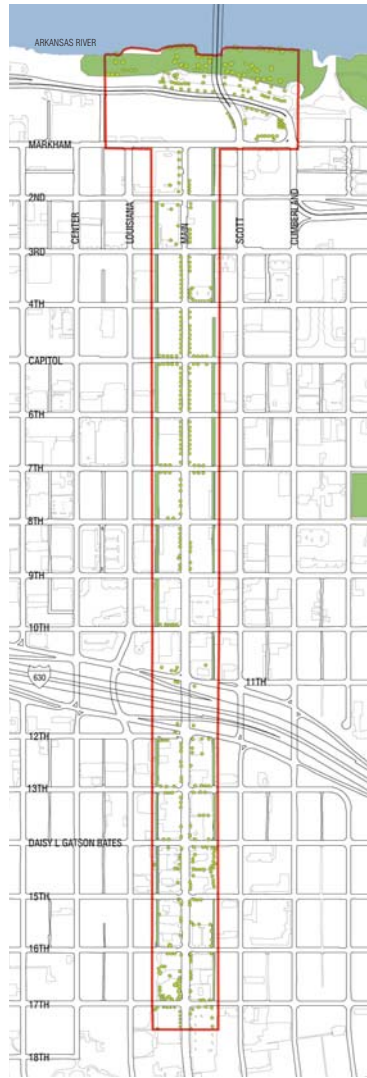 ARKANSAS RIVER
MARKHAM
2ND
CENTER
LOUISIANA
MAIN
SCOTT
CUMBERLAND
3RD
4TH
CAPITOL
6TH
7TH
8TH
9TH
10TH
630
11TH
12TH
13TH
DAISY L GATSON BATES
15TH
16TH
17TH
18TH